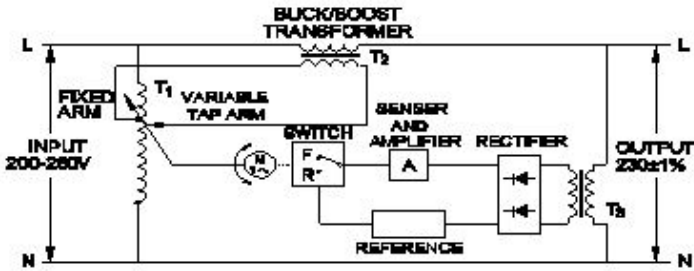 BUCK/BOOST
TRANSFORMER
L
L
T2
T1
FIXED
ARM
VARIABLE
TAP ARM
SENSER
AND
AMPLIFIER
SWITCH
RECTIFIER
INPUT
200-260V
OUTPUT
230±1%
M
F
R
A
T3
REFERENCE
N
N